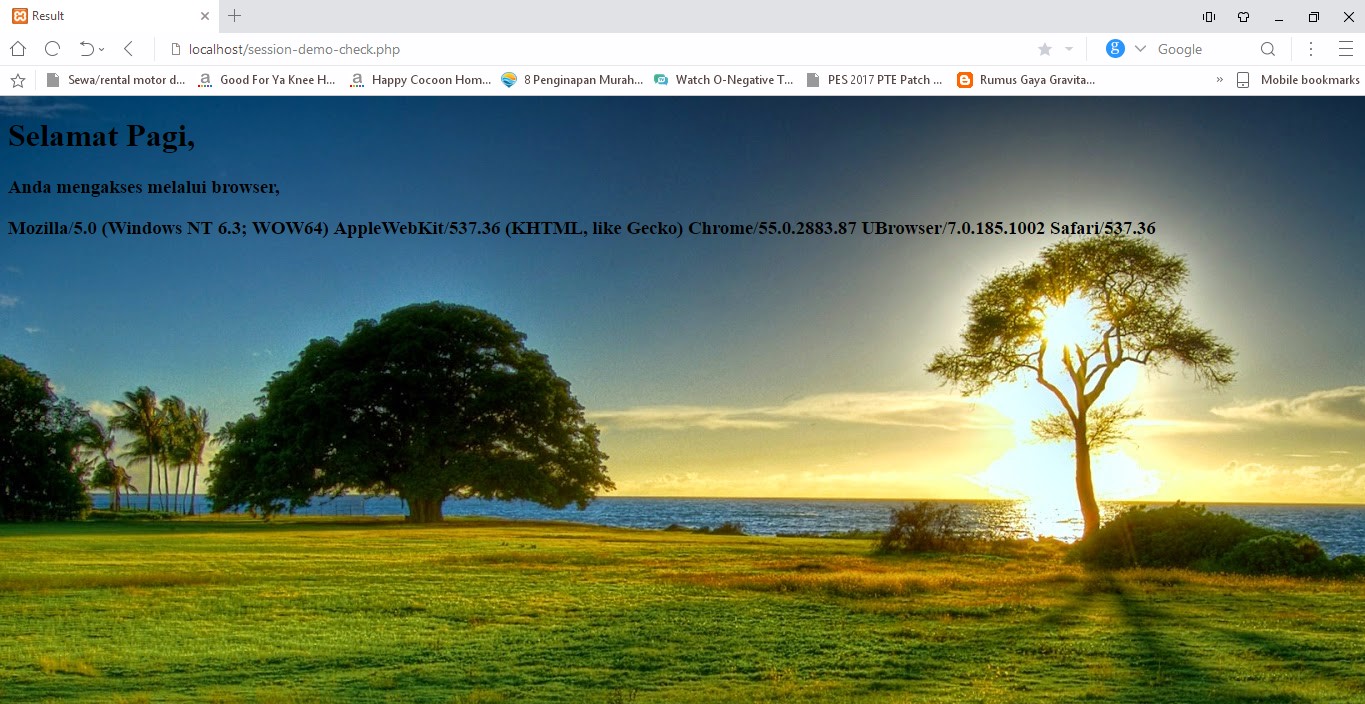 Result
localhost/session-demo-check.php
g Google
Sewa/rental motor d... a Good For Ya Knee H... a Happy Cocoon Hom... 8 Penginapan Murah... Watch O-Negative T... PES 2017 PTE Patch ... Rumus Gaya Gravita... » Mobile bookmarks
Selamat Pagi,
Anda mengakses melalui browser,
Mozilla/5.0 (Windows NT 6.3; WOW64) AppleWebKit/537.36 (KHTML, like Gecko) Chrome/55.0.2883.87 UBrowser/7.0.185.1002 Safari/537.36